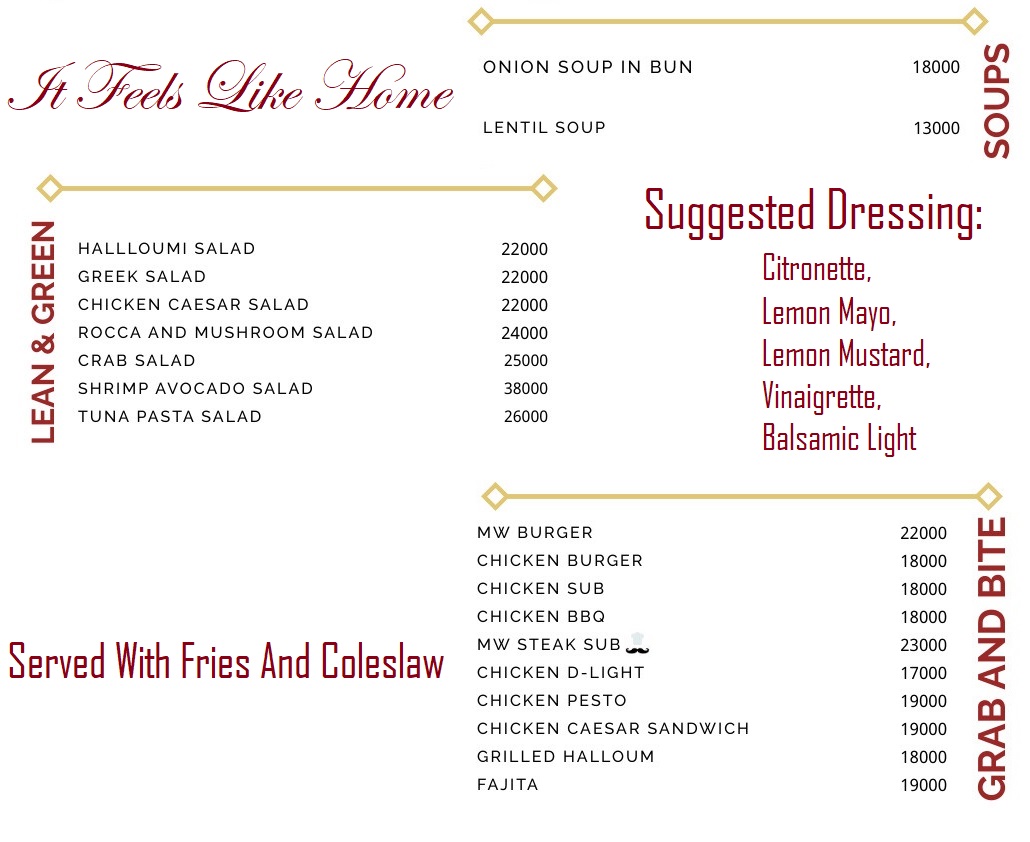 It Feels Like Home
SOUPS
ONION SOUP IN BUN 18000
LENTIL SOUP 13000
LEAN & GREEN
HALLLOUMI SALAD 22000
GREEK SALAD 22000
CHICKEN CAESAR SALAD 22000
ROCCA AND MUSHROOM SALAD 24000
CRAB SALAD 25000
SHRIMP AVOCADO SALAD 38000
TUNA PASTA SALAD 26000
Suggested Dressing:
Citronette,
Lemon Mayo,
Lemon Mustard,
Vinaigrette,
Balsamic Light
GRAB AND BITE
MW BURGER 22000
CHICKEN BURGER 18000
CHICKEN SUB 18000
CHICKEN BBQ 18000
MW STEAK SUB 23000
CHICKEN D-LIGHT 17000
CHICKEN PESTO 19000
CHICKEN CAESAR SANDWICH 19000
GRILLED HALLOUM 18000
FAJITA 19000
Served With Fries And Coleslaw